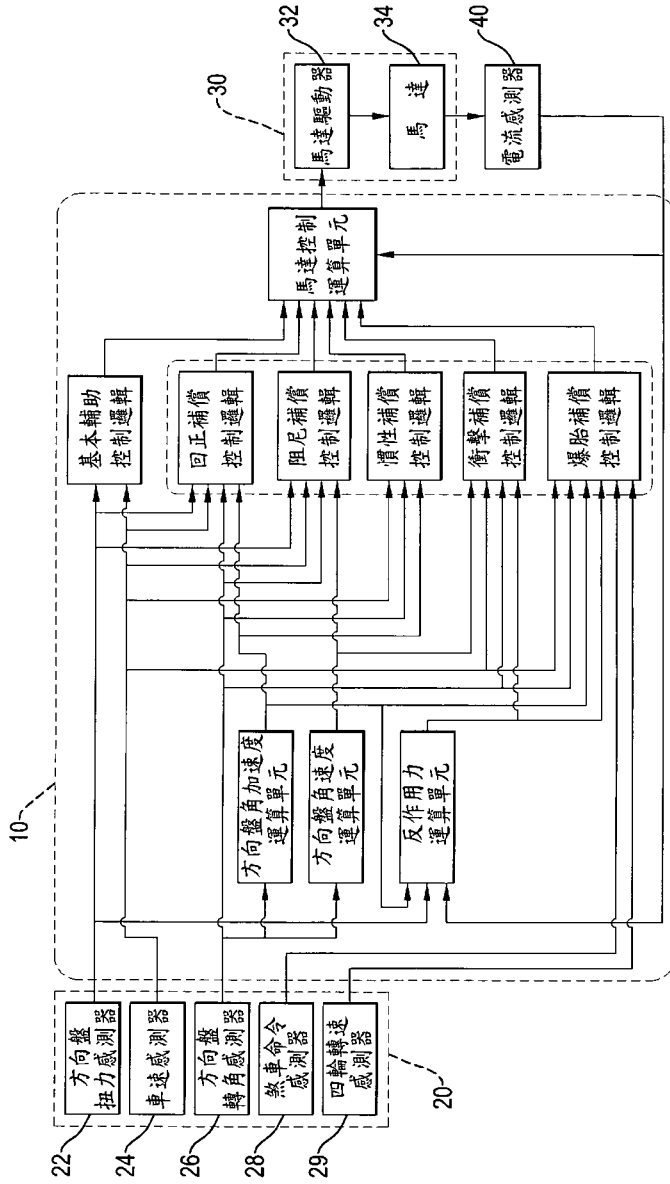 10
30
32
34
40
22
24
26
28
29
20
方向盤
扭力感測器
車速感測器
方向盤
轉角感測器
煞車命令
感測器
四輪轉速
感測器
方向盤角加速度
運算單元
方向盤角速度
運算單元
反作用力
運算單元
基本輔助
控制邏輯
回正補償
控制邏輯
阻尼補償
控制邏輯
慣性補償
控制邏輯
衝擊補償
控制邏輯
爆胎補償
控制邏輯
馬達控制
運算單元
馬達驅動器
馬達
電流感測器